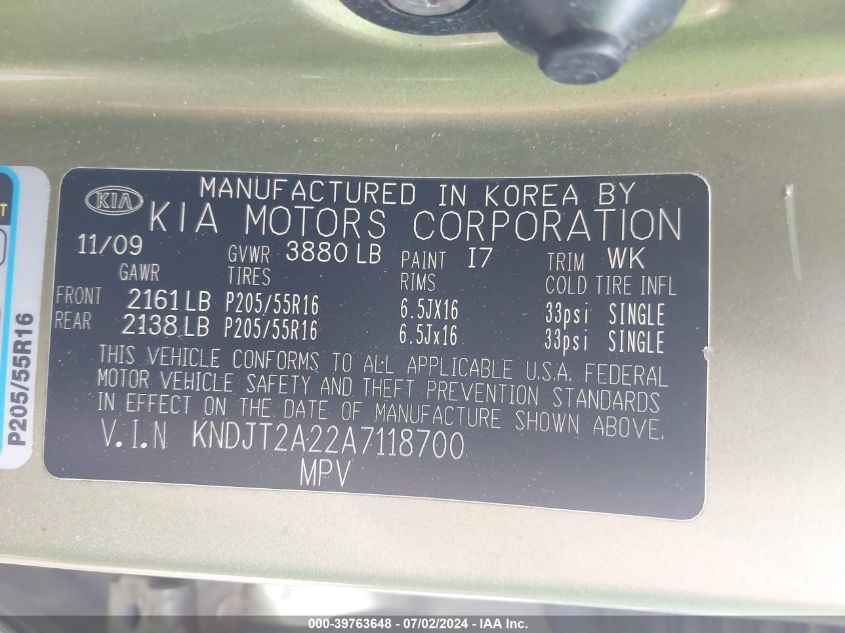 KIA
MANUFACTURED IN KOREA BY
KIA MOTORS CORPORATION
11/09 GVWR 3880 LB PAINT I7 TRIM WK
GAWR TIRES RIMS COLD TIRE INFL
FRONT 2161 LB P205/55R16 6.5JX16 33psi SINGLE
REAR 2138 LB P205/55R16 6.5Jx16 33psi SINGLE
THIS VEHICLE CONFORMS TO ALL APPLICABLE U.S.A. FEDERAL
MOTOR VEHICLE SAFETY AND THEFT PREVENTION STANDARDS
IN EFFECT ON THE DATE OF MANUFACTURE SHOWN ABOVE.
V.I.N KNDJT2A22A7118700
MPV
P205/55R16
000-39763648 - 07/02/2024 - IAA Inc.